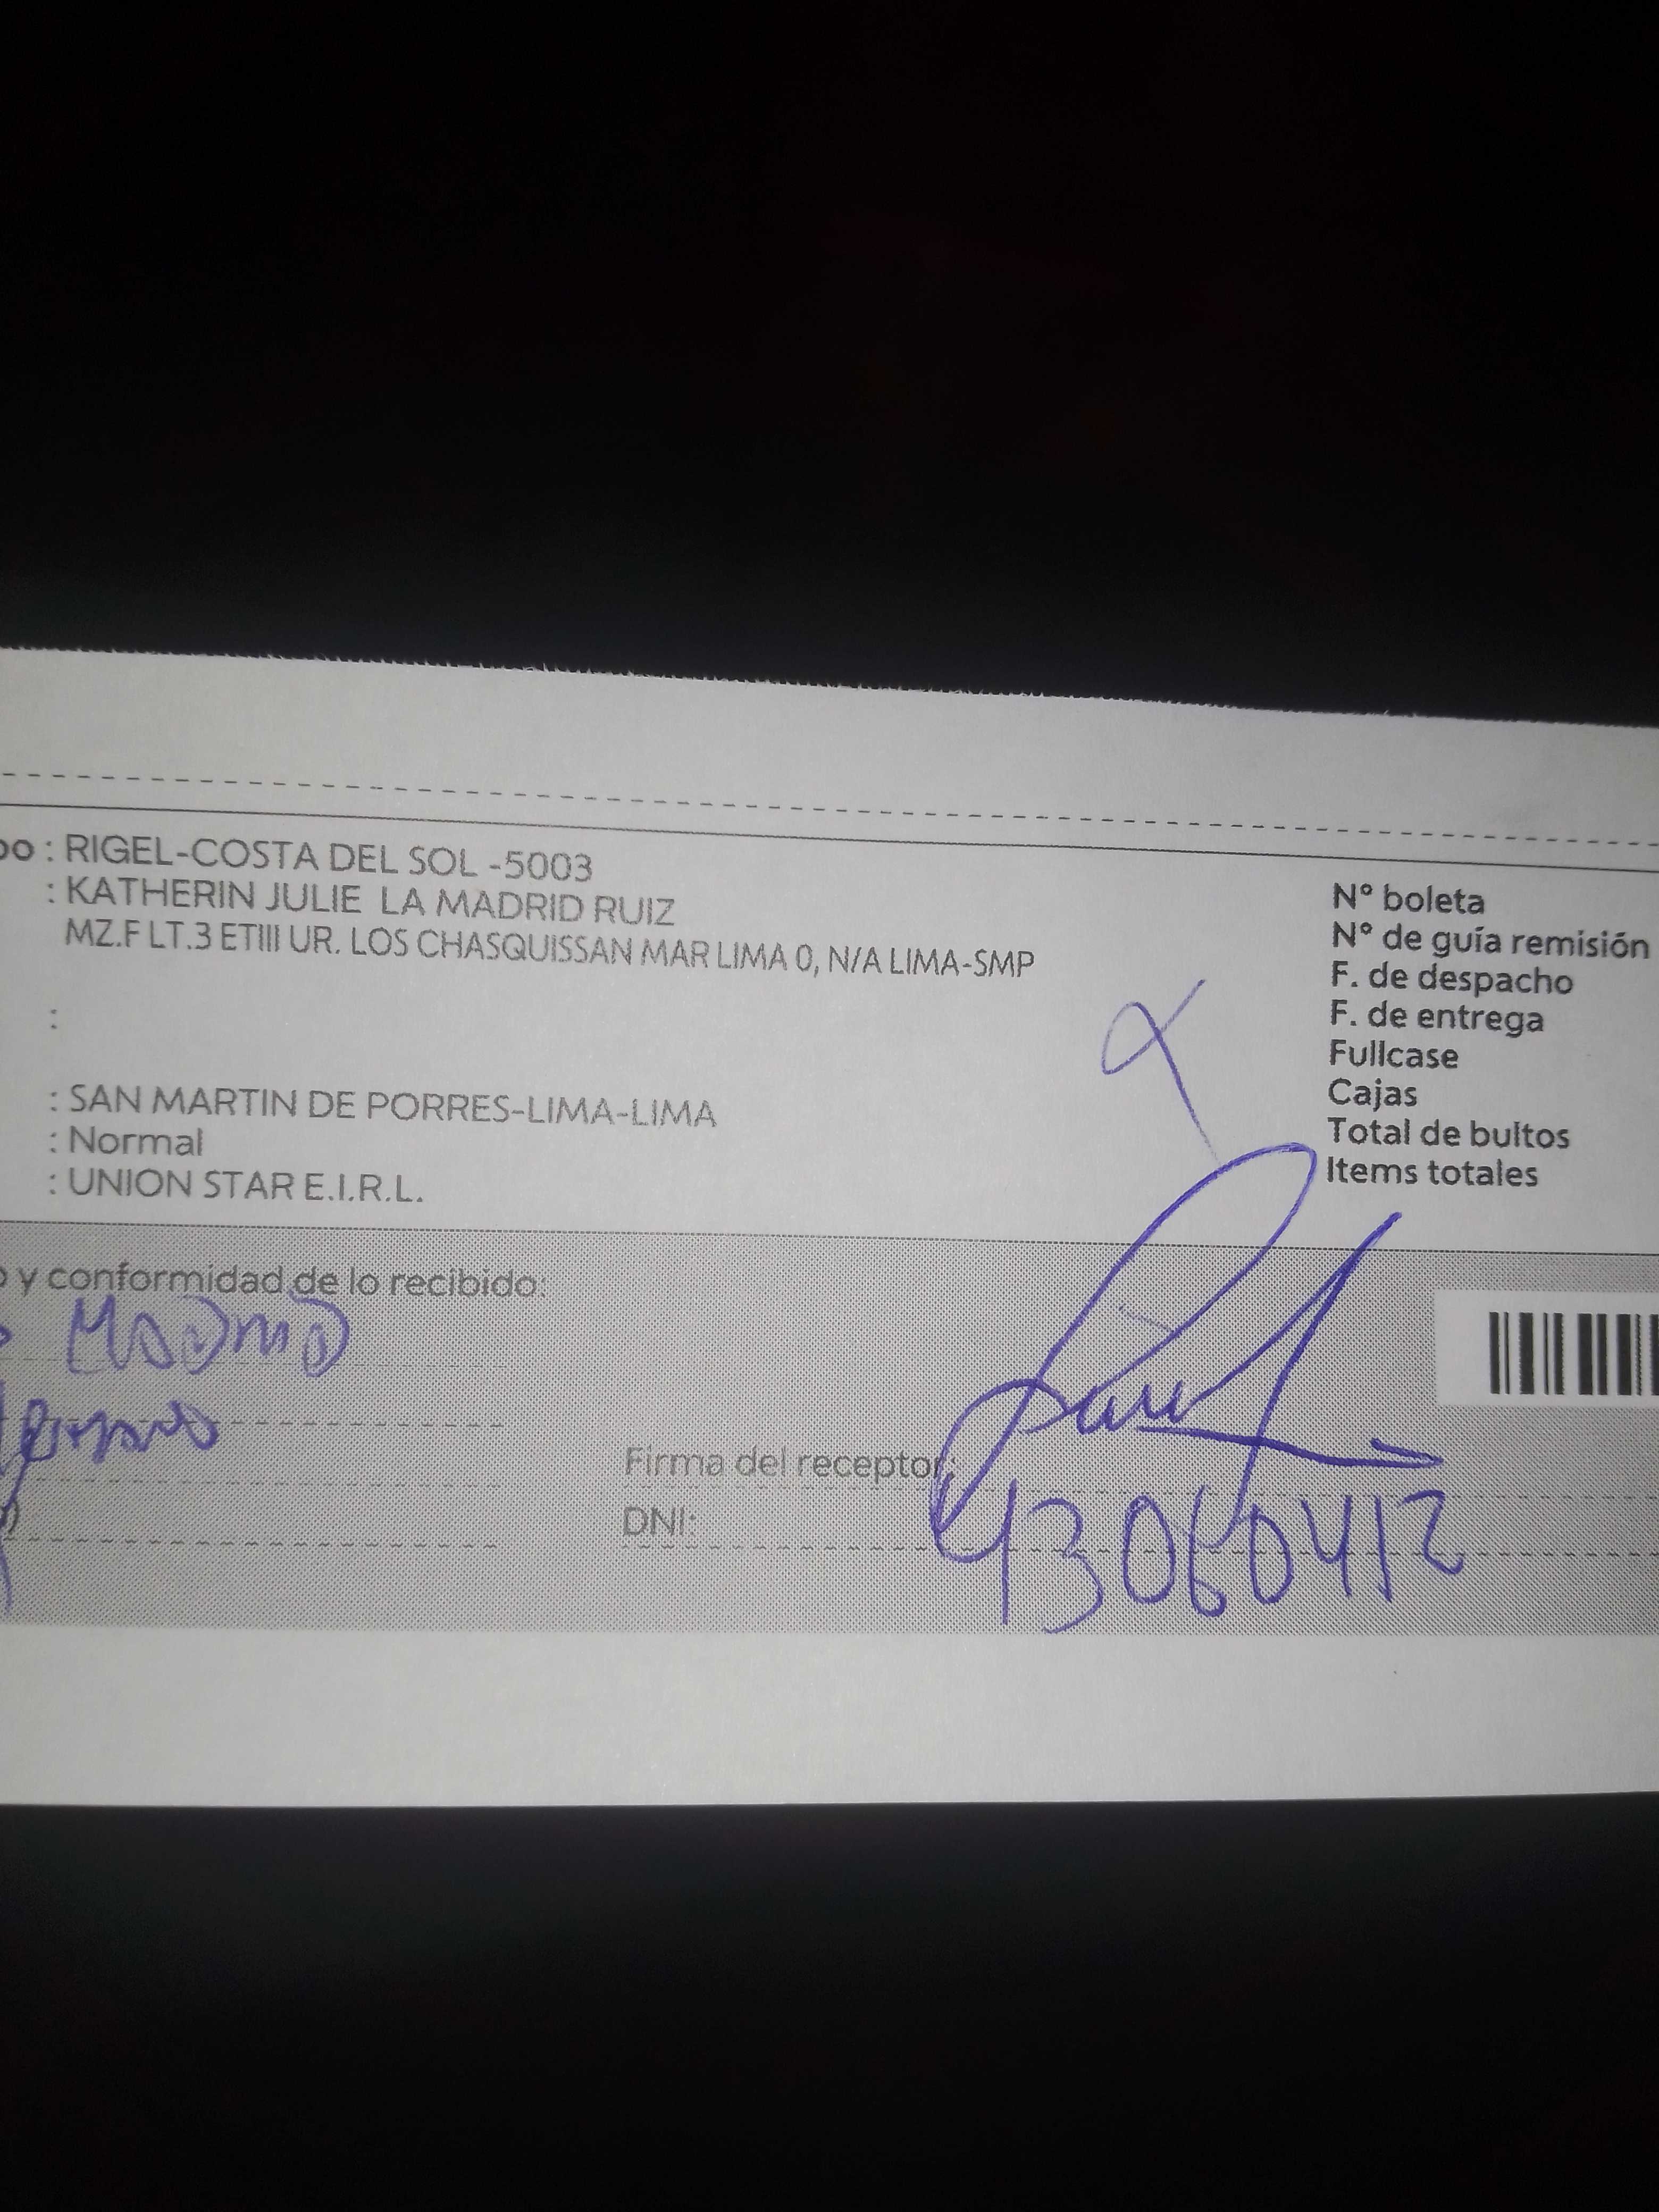 : RIGEL-COSTA DEL SOL -5003
: KATHERIN JULIE LA MADRID RUIZ
MZ.F LT.3 ETIII UR. LOS CHASQUISSAN MAR LIMA 0, N/A LIMA-SMP
:
: SAN MARTIN DE PORRES-LIMA-LIMA
: Normal
: UNION STAR E.I.R.L.
N° boleta
N° de guía remisión
F. de despacho
F. de entrega
Fullcase
Cajas
Total de bultos
Items totales
y conformidad de lo recibido:
Firma del receptor:
DNI: 43060412